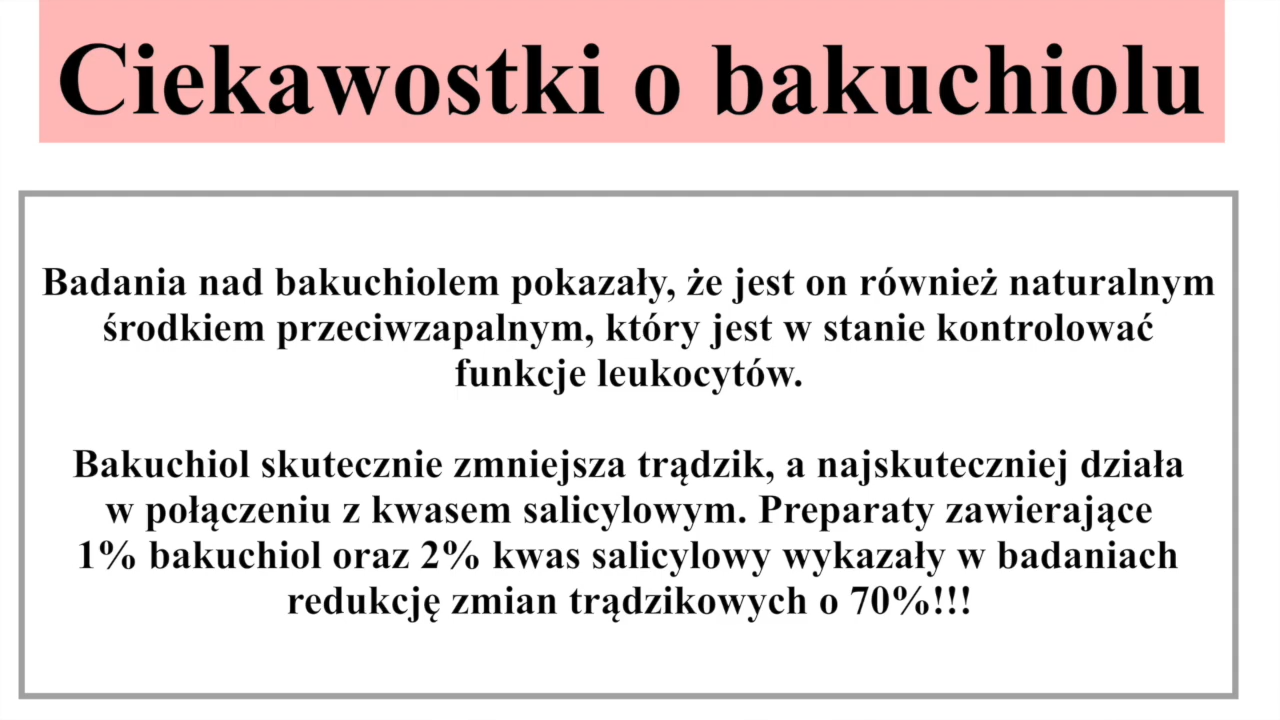 Ciekawostki o bakuchiolu
Badania nad bakuchiolem pokazały, że jest on również naturalnym
środkiem przeciwzapalnym, który jest w stanie kontrolować
funkcje leukocytów.
Bakuchiol skutecznie zmniejsza trądzik, a najskuteczniej działa
w połączeniu z kwasem salicylowym. Preparaty zawierające
1% bakuchiol oraz 2% kwas salicylowy wykazały w badaniach
redukcję zmian trądzikowych o 70%!!!